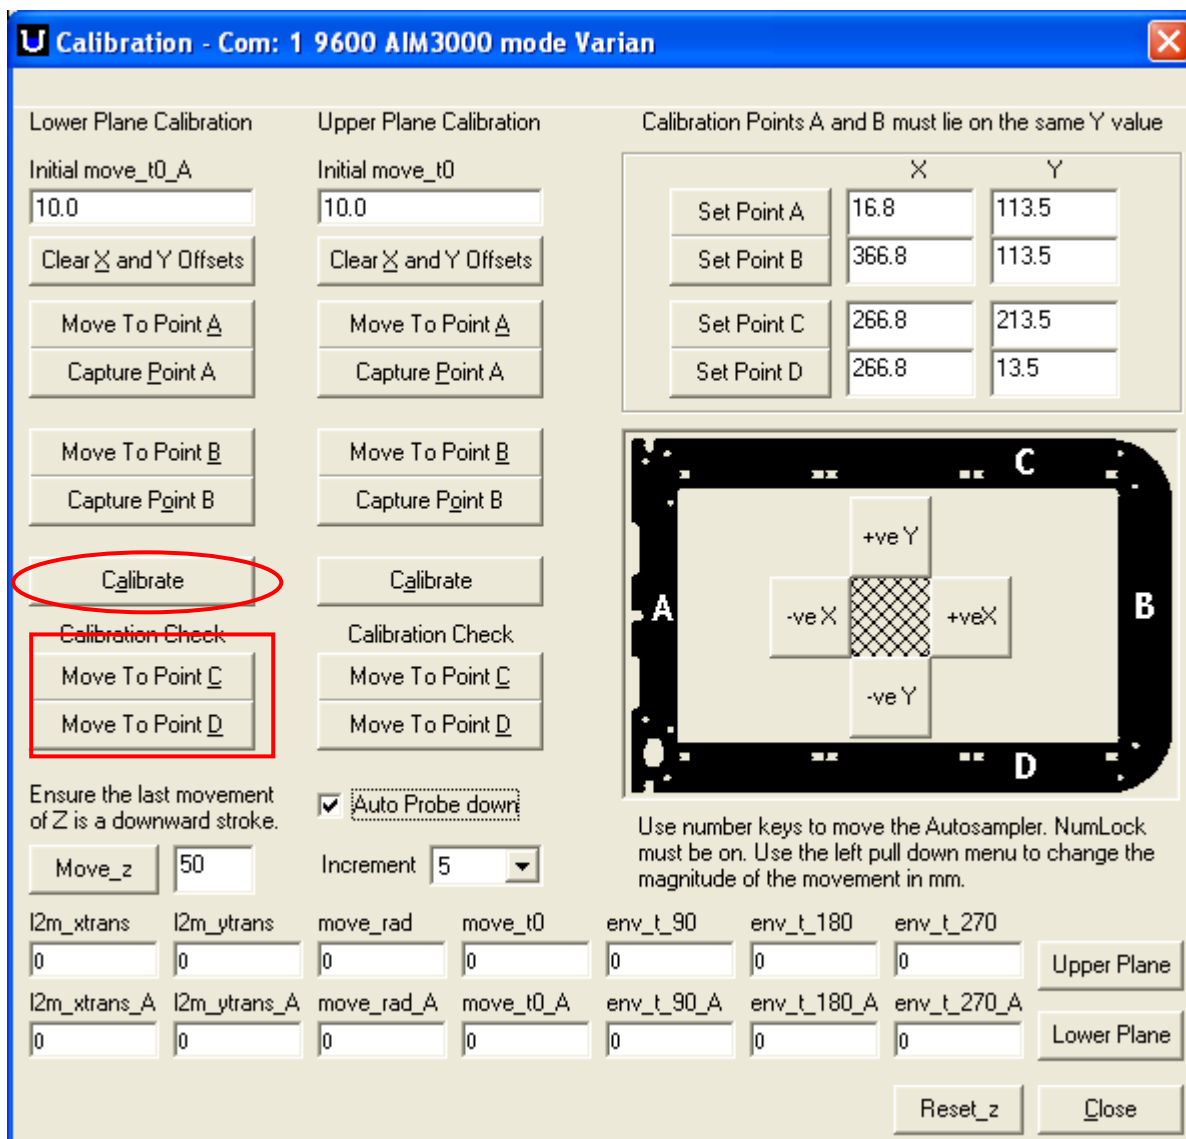 Calibration - Com: 1 9600 AIM3000 mode Varian
Lower Plane Calibration
Upper Plane Calibration
Calibration Points A and B must lie on the same Y value
Initial move_t0_A
Initial move_t0
X Y
10.0
10.0
Set Point A 16.8 113.5
Clear X and Y Offsets
Clear X and Y Offsets
Set Point B 366.8 113.5
Move To Point A
Move To Point A
Set Point C 266.8 213.5
Capture Point A
Capture Point A
Set Point D 266.8 13.5
Move To Point B
Move To Point B
Capture Point B
Capture Point B
C
+ve Y
Calibrate
Calibrate
A
-ve X
+veX
B
-ve Y
D
Calibration Check
Calibration Check
Move To Point C
Move To Point C
Move To Point D
Move To Point D
Ensure the last movement
of Z is a downward stroke.
Auto Probe down
Use number keys to move the Autosampler. NumLock
must be on. Use the left pull down menu to change the
magnitude of the movement in mm.
Move_z 50
Increment 5
l2m_xtrans l2m_ytrans move_rad move_t0 env_t_90 env_t_180 env_t_270
0 0 0 0 0 0 0
Upper Plane
l2m_xtrans_A l2m_ytrans_A move_rad_A move_t0_A env_t_90_A env_t_180_A env_t_270_A
0 0 0 0 0 0 0
Lower Plane
Reset_z
Close